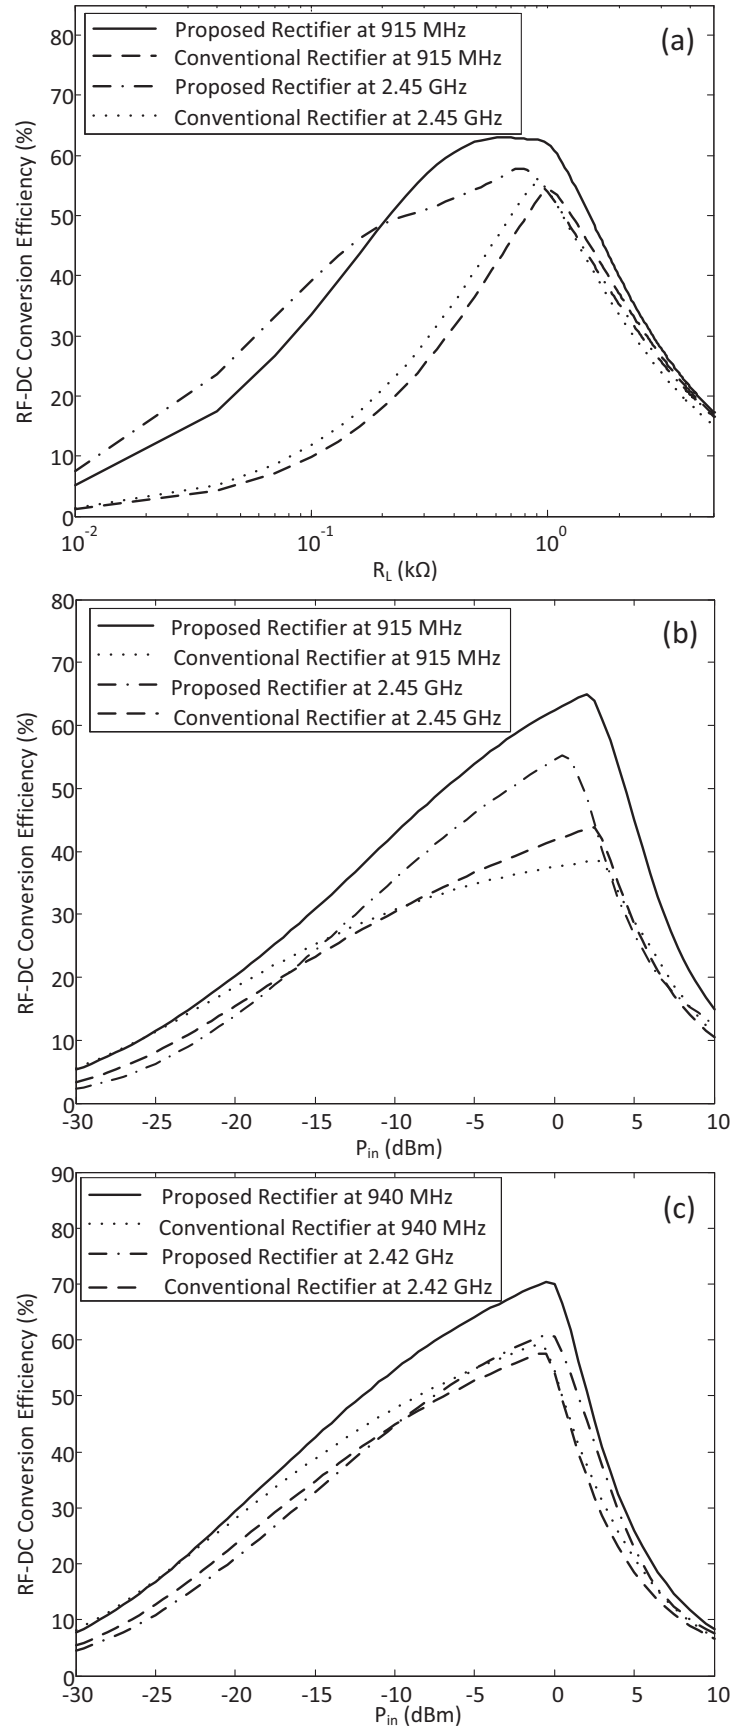 (a)
Proposed Rectifier at 915 MHz
Conventional Rectifier at 915 MHz
Proposed Rectifier at 2.45 GHz
Conventional Rectifier at 2.45 GHz
RF-DC Conversion Efficiency (%)
80
70
60
50
40
30
20
10
0
10⁻² 10⁻¹ 10⁰
R_L (kΩ)
(b)
Proposed Rectifier at 915 MHz
Conventional Rectifier at 915 MHz
Proposed Rectifier at 2.45 GHz
Conventional Rectifier at 2.45 GHz
RF-DC Conversion Efficiency (%)
80
70
60
50
40
30
20
10
0
-30 -25 -20 -15 -10 -5 0 5 10
P_in (dBm)
(c)
Proposed Rectifier at 940 MHz
Conventional Rectifier at 940 MHz
Proposed Rectifier at 2.42 GHz
Conventional Rectifier at 2.42 GHz
RF-DC Conversion Efficiency (%)
90
80
70
60
50
40
30
20
10
0
-30 -25 -20 -15 -10 -5 0 5 10
P_in (dBm)